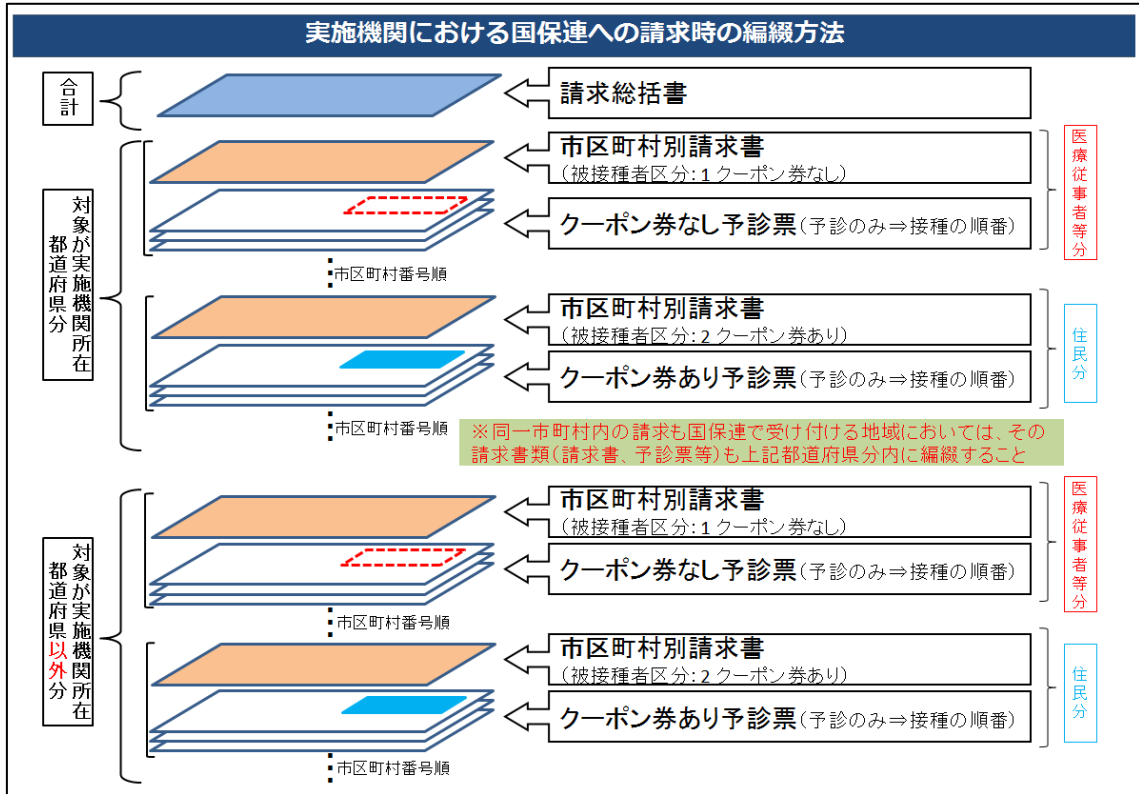 実施機関における国保連への請求時の編綴方法
合計
請求総括書
対象が実施機関所在
都道府県分
市区町村別請求書
(被接種者区分:1 クーポン券なし)
クーポン券なし予診票(予診のみ⇒接種の順番)
医療従事者等分
市区町村番号順
市区町村別請求書
(被接種者区分:2 クーポン券あり)
クーポン券あり予診票(予診のみ⇒接種の順番)
住民分
市区町村番号順
※同一市町村内の請求も国保連で受け付ける地域においては、その
請求書類(請求書、予診票等)も上記都道府県分内に編綴すること
対象が実施機関所在
都道府県以外分
市区町村別請求書
(被接種者区分:1 クーポン券なし)
クーポン券なし予診票(予診のみ⇒接種の順番)
医療従事者等分
市区町村番号順
市区町村別請求書
(被接種者区分:2 クーポン券あり)
クーポン券あり予診票(予診のみ⇒接種の順番)
住民分
市区町村番号順